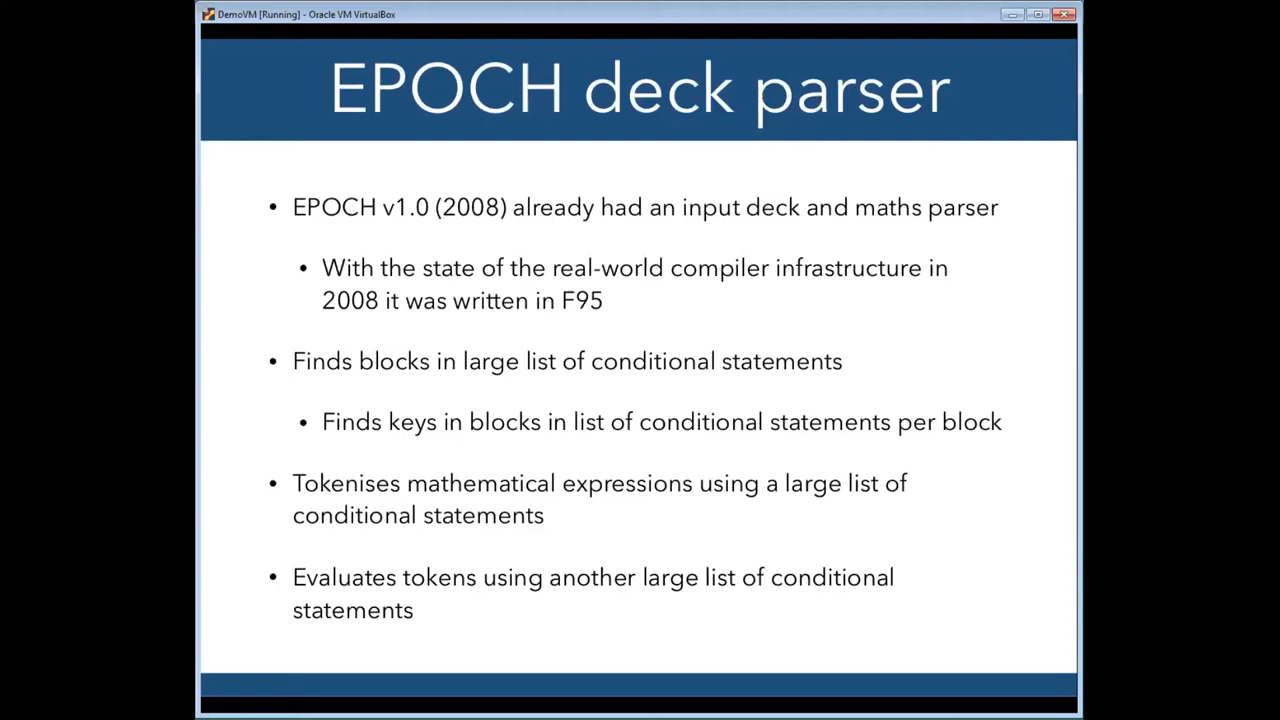 DemoVM [Running] - Oracle VM VirtualBox
EPOCH deck parser
• EPOCH v1.0 (2008) already had an input deck and maths parser
• With the state of the real-world compiler infrastructure in
2008 it was written in F95
• Finds blocks in large list of conditional statements
• Finds keys in blocks in list of conditional statements per block
• Tokenises mathematical expressions using a large list of
conditional statements
• Evaluates tokens using another large list of conditional
statements